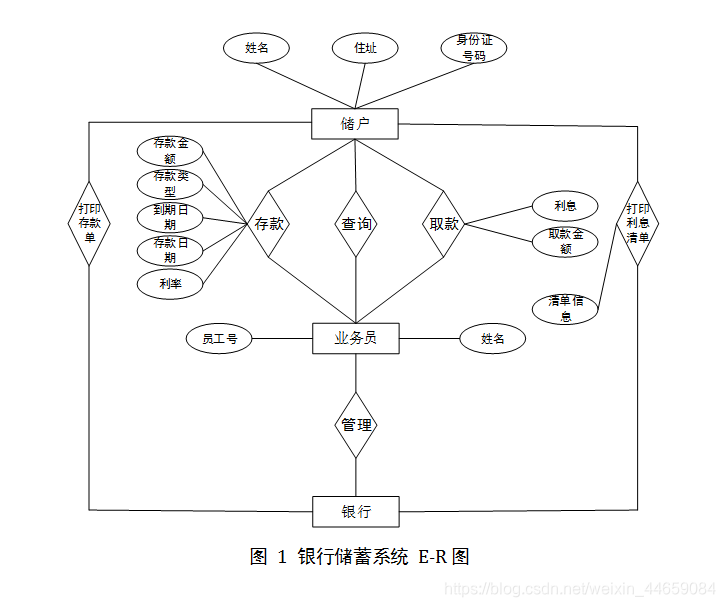 姓名
住址
身份证
号码
储户
存款金
额
存款类
型
到期日
期
存款日
期
利率
打印
存款
单
存款
查询
取款
利息
取款金
额
打印
利息
清单
清单信
息
员工号
业务员
姓名
管理
银行
图 1 银行储蓄系统 E-R 图
https://blog.csdn.net/weixin_44659084